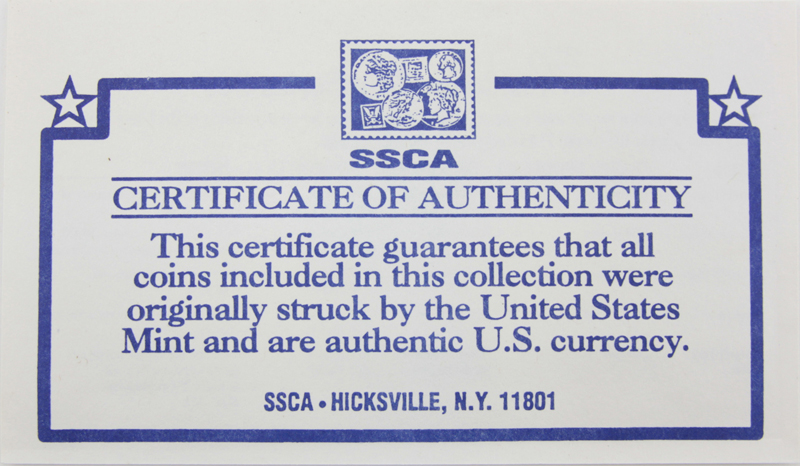 SSCA
CERTIFICATE OF AUTHENTICITY
This certificate guarantees that all
coins included in this collection were
originally struck by the United States
Mint and are authentic U.S. currency.
SSCA • HICKSVILLE, N.Y. 11801